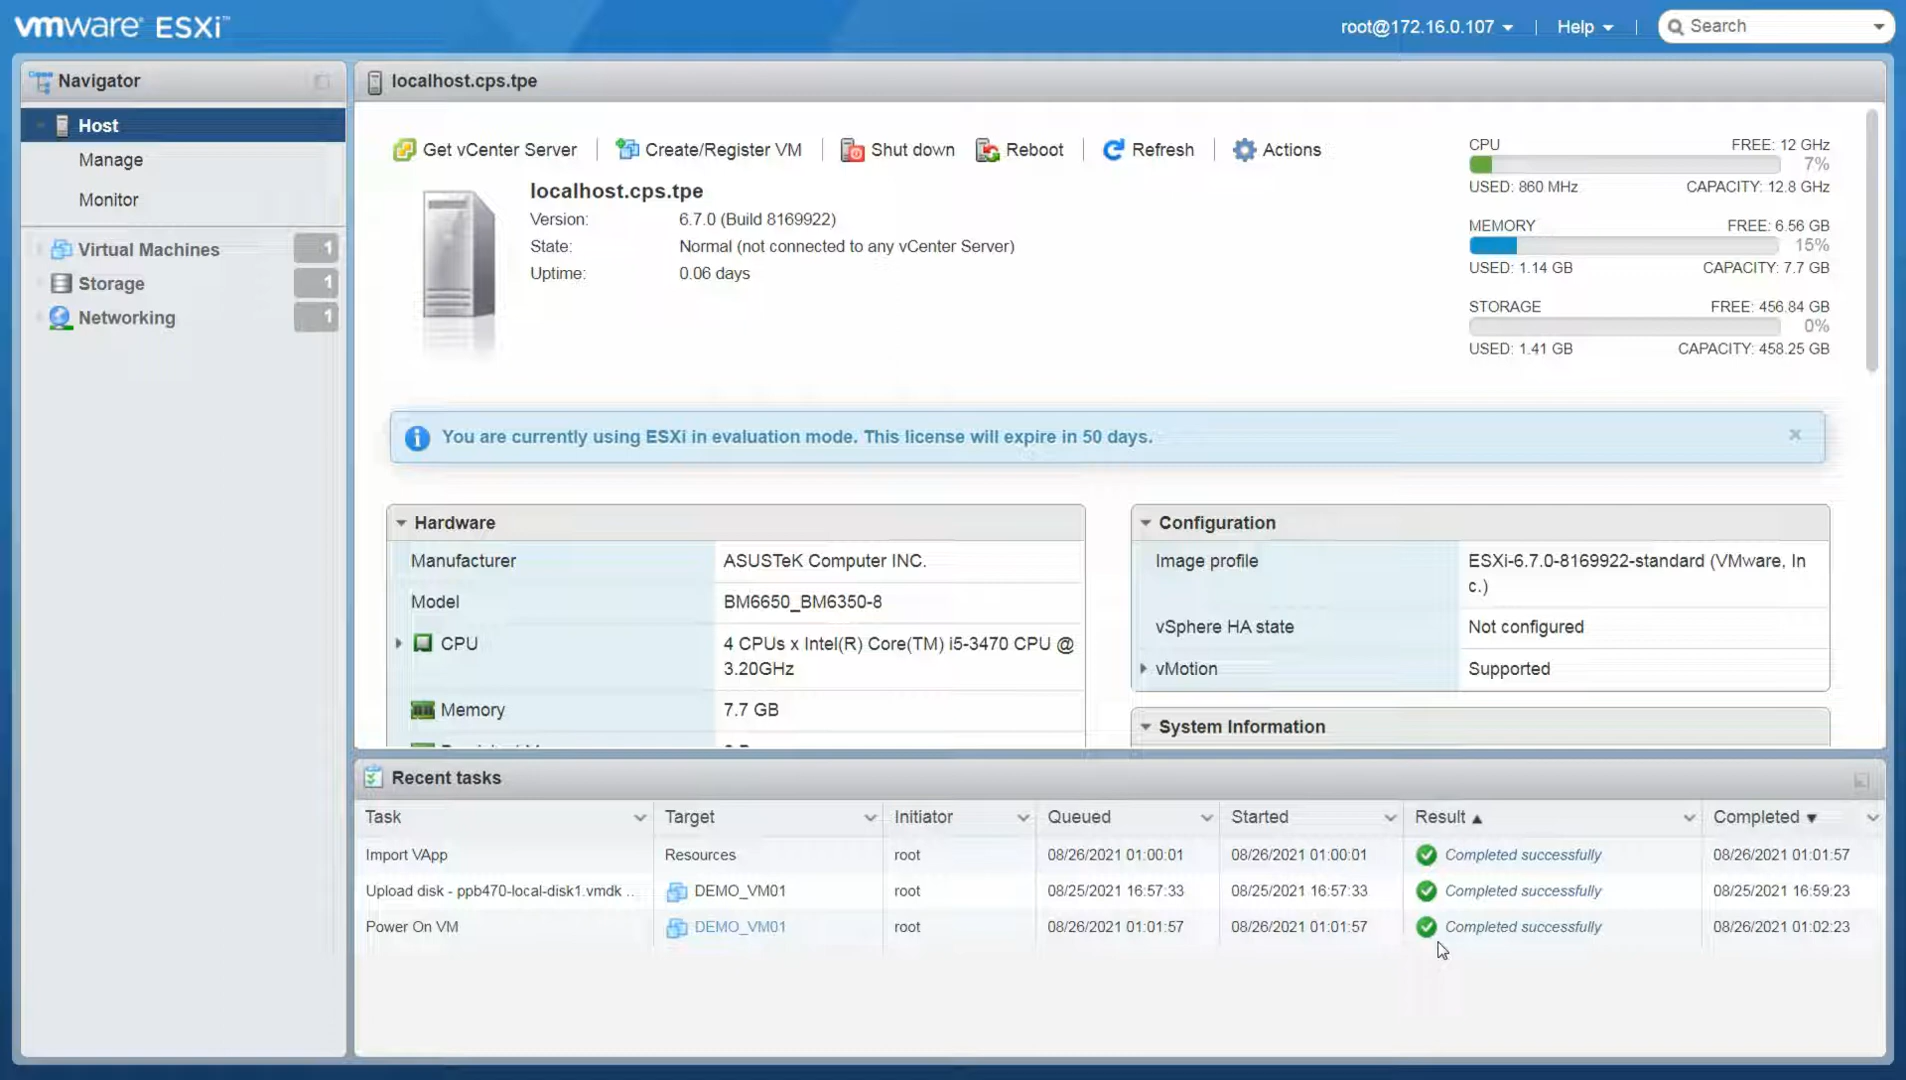 vmware ESXi™
root@172.16.0.107
Help
Search
Navigator
Host
Manage
Monitor
Virtual Machines 1
Storage 1
Networking 1
localhost.cps.tpe
Get vCenter Server
Create/Register VM
Shut down
Reboot
Refresh
Actions
localhost.cps.tpe
Version: 6.7.0 (Build 8169922)
State: Normal (not connected to any vCenter Server)
Uptime: 0.06 days
CPU FREE: 12 GHz
7%
USED: 860 MHz CAPACITY: 12.8 GHz
MEMORY FREE: 6.56 GB
15%
USED: 1.14 GB CAPACITY: 7.7 GB
STORAGE FREE: 456.84 GB
0%
USED: 1.41 GB CAPACITY: 458.25 GB
You are currently using ESXi in evaluation mode. This license will expire in 50 days.
Hardware
Manufacturer ASUSTeK Computer INC.
Model BM6650_BM6350-8
CPU 4 CPUs x Intel(R) Core(TM) i5-3470 CPU @
3.20GHz
Memory 7.7 GB
Configuration
Image profile ESXi-6.7.0-8169922-standard (VMware, In
c.)
vSphere HA state Not configured
vMotion Supported
System Information
Recent tasks
Task Target Initiator Queued Started Result Completed
Import VApp Resources root 08/26/2021 01:00:01 08/26/2021 01:00:01 Completed successfully 08/26/2021 01:01:57
Upload disk - ppb470-local-disk1.vmdk .. DEMO_VM01 root 08/25/2021 16:57:33 08/25/2021 16:57:33 Completed successfully 08/25/2021 16:59:23
Power On VM DEMO_VM01 root 08/26/2021 01:01:57 08/26/2021 01:01:57 Completed successfully 08/26/2021 01:02:23